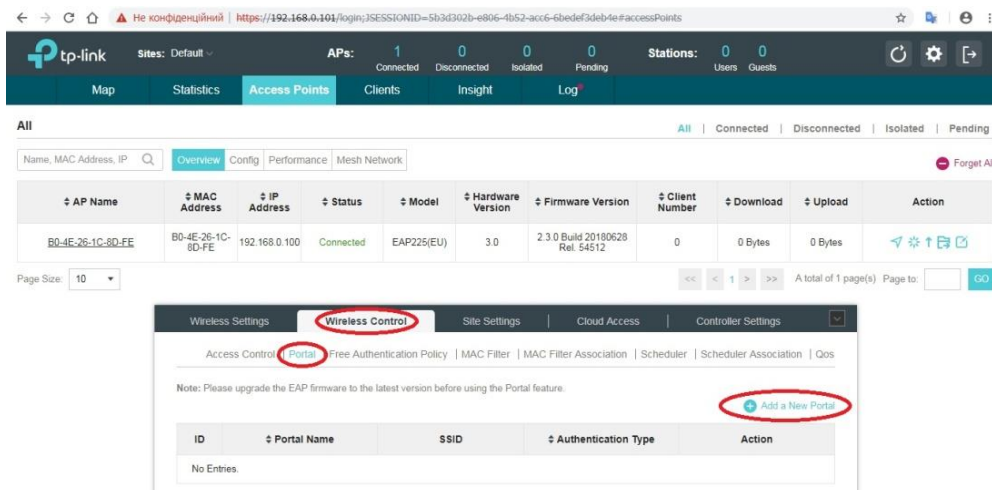 Не конфіденційний | https://192.168.0.101/login;JSESSIONID=5b3d302b-e806-4b52-acc6-6bedef3deb4e#accessPoints
tp-link Sites: Default APs: 1 Connected 0 Disconnected 0 Isolated 0 Pending Stations: 0 Users 0 Guests
Map Statistics Access Points Clients Insight Log
All
All | Connected | Disconnected | Isolated | Pending
Name, MAC Address, IP Overview Config Performance Mesh Network Forget Al
AP Name MAC Address IP Address Status Model Hardware Version Firmware Version Client Number Download Upload Action
B0-4E-26-1C-8D-FE B0-4E-26-1C-8D-FE 192.168.0.100 Connected EAP225(EU) 3.0 2.3.0 Build 20180628 Rel. 54512 0 0 Bytes 0 Bytes
Page Size: 10 << < 1 > >> A total of 1 page(s) Page to: GO
Wireless Settings Wireless Control Site Settings | Cloud Access | Controller Settings
Access Control | Portal Free Authentication Policy | MAC Filter | MAC Filter Association | Scheduler | Scheduler Association | Qos
Note: Please upgrade the EAP firmware to the latest version before using the Portal feature.
Add a New Portal
ID Portal Name SSID Authentication Type Action
No Entries.